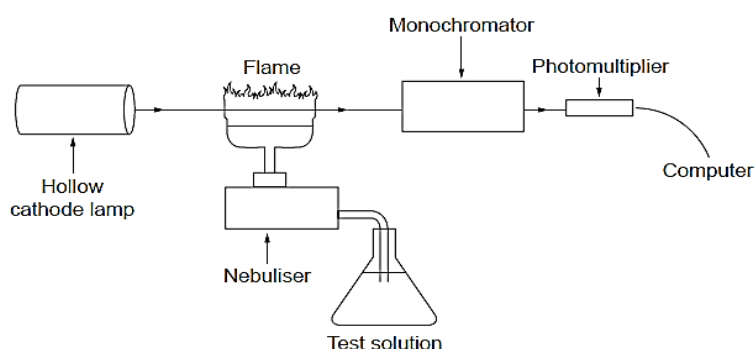 Monochromator
Flame
Photomultiplier
Computer
Hollow
cathode lamp
Nebuliser
Test solution